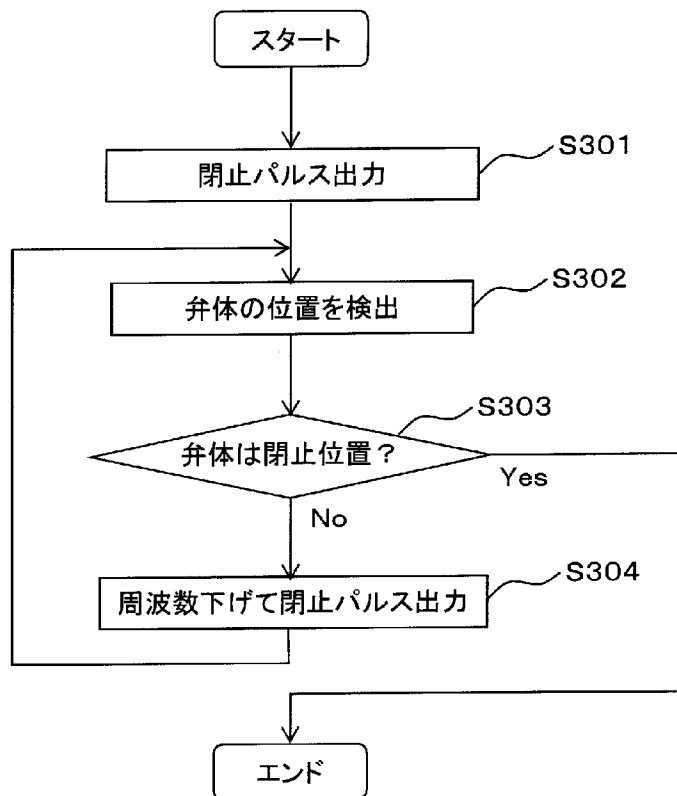 スタート
閉止パルス出力
S301
弁体の位置を検出
S302
弁体は閉止位置？
S303
Yes
No
周波数下げて閉止パルス出力
S304
エンド